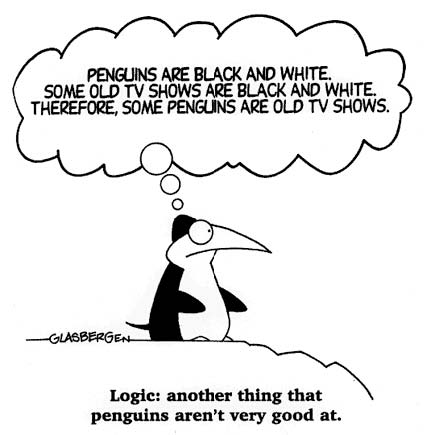 PENGUINS ARE BLACK AND WHITE.
SOME OLD TV SHOWS ARE BLACK AND WHITE.
THEREFORE, SOME PENGUINS ARE OLD TV SHOWS.
GLASBERGEN
Logic: another thing that
penguins aren't very good at.